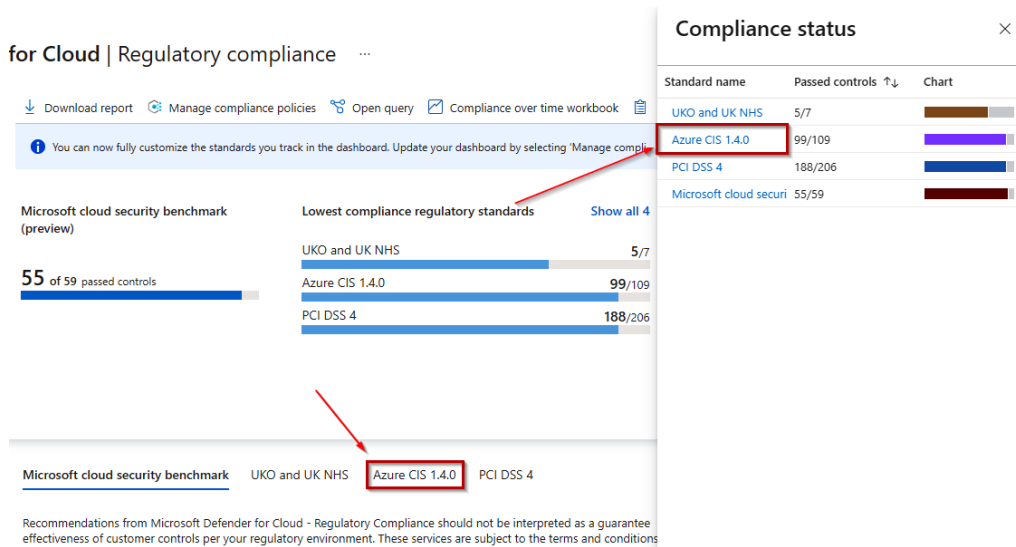 for Cloud | Regulatory compliance ...
Download report Manage compliance policies Open query Compliance over time workbook
You can now fully customize the standards you track in the dashboard. Update your dashboard by selecting 'Manage compli
Microsoft cloud security benchmark
(preview)
55 of 59 passed controls
Lowest compliance regulatory standards Show all 4
UKO and UK NHS 5/7
Azure CIS 1.4.0 99/109
PCI DSS 4 188/206
Microsoft cloud security benchmark UKO and UK NHS Azure CIS 1.4.0 PCI DSS 4
Recommendations from Microsoft Defender for Cloud - Regulatory Compliance should not be interpreted as a guarantee
effectiveness of customer controls per your regulatory environment. These services are subject to the terms and conditions
Compliance status
Standard name Passed controls ↑↓ Chart
UKO and UK NHS 5/7
Azure CIS 1.4.0 99/109
PCI DSS 4 188/206
Microsoft cloud securi 55/59